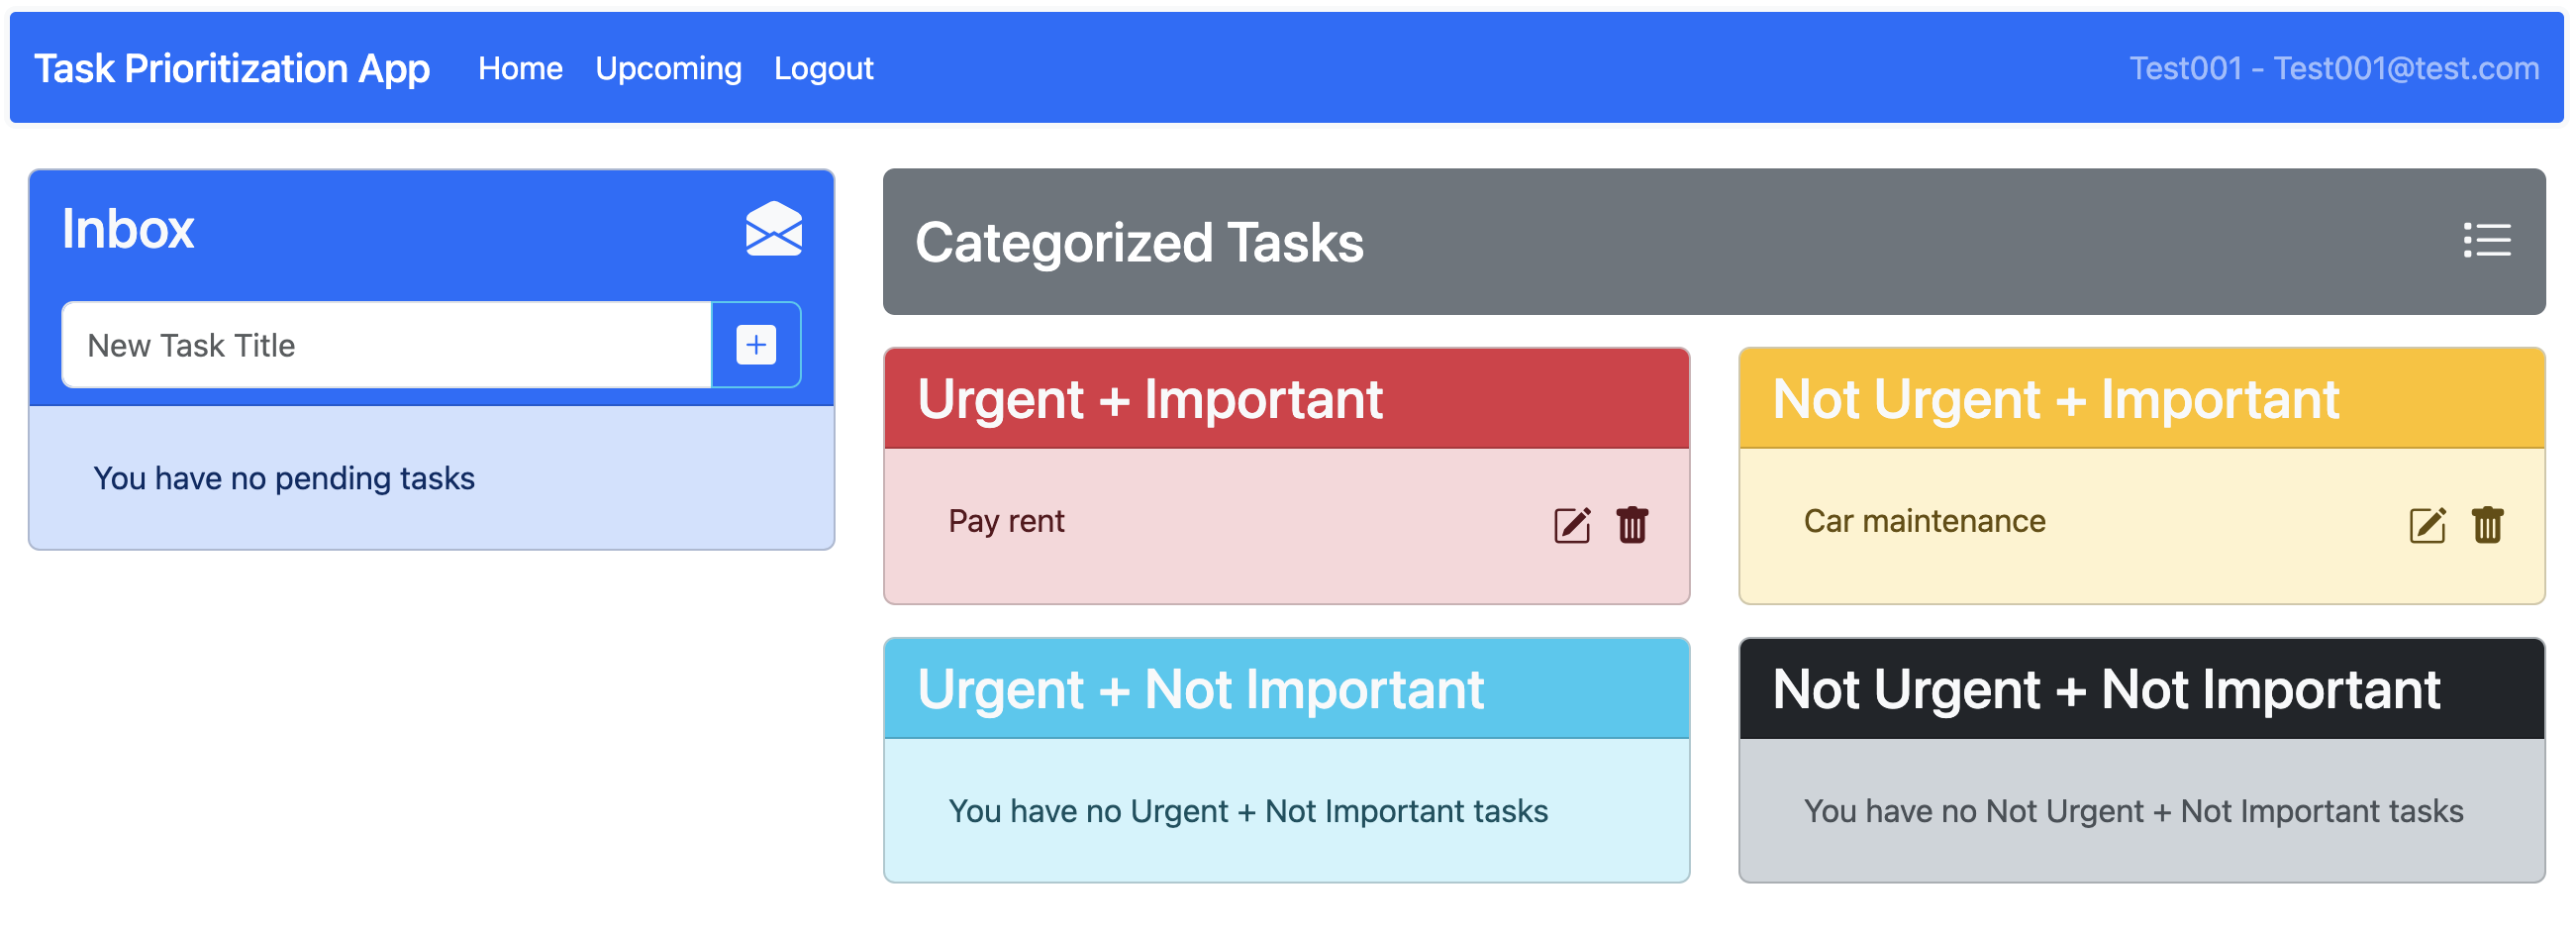 Task Prioritization App Home Upcoming Logout Test001 - Test001@test.com
Inbox
New Task Title
You have no pending tasks
Categorized Tasks
Urgent + Important
Pay rent
Not Urgent + Important
Car maintenance
Urgent + Not Important
You have no Urgent + Not Important tasks
Not Urgent + Not Important
You have no Not Urgent + Not Important tasks